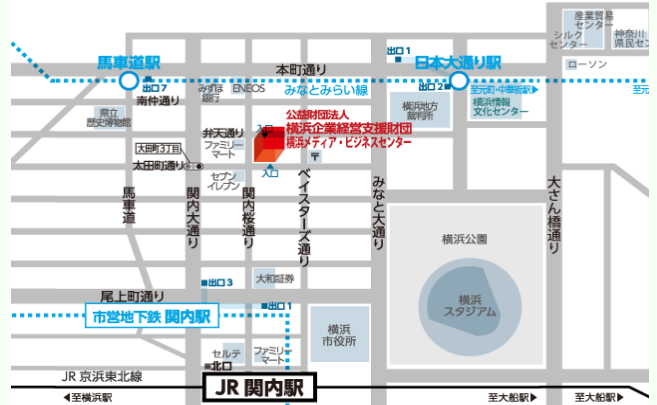 産業貿易
センター
シルク
センター
神奈川
県民セン
ローソン
馬車道駅
出口7
南仲通り
本町通り
みなとみらい線
出口1
日本大通り駅
出口2
至元町・中華街駅▶
至元
横浜情報
文化センター
横浜地方
裁判所
みずほ
銀行
ENEOS
県立
歴史博物館
公益財団法人
横浜企業経営支援財団
横浜メディア・ビジネスセンター
入口
弁天通り
ファミリー
マート
〒
大田町3丁目
太田町通り
セブン
イレブン
入口
馬車道
関内大通り
関内桜通り
ベイスターズ通り
みなと大通り
大さん橋通り
横浜公園
横浜
スタジアム
尾上町通り
出口3
大和証券
出口1
市営地下鉄 関内駅
横浜
市役所
セルテ
ファミリー
マート
北口
JR 京浜東北線
JR 関内駅
◀至横浜駅
至大船駅▶
至大船駅▶